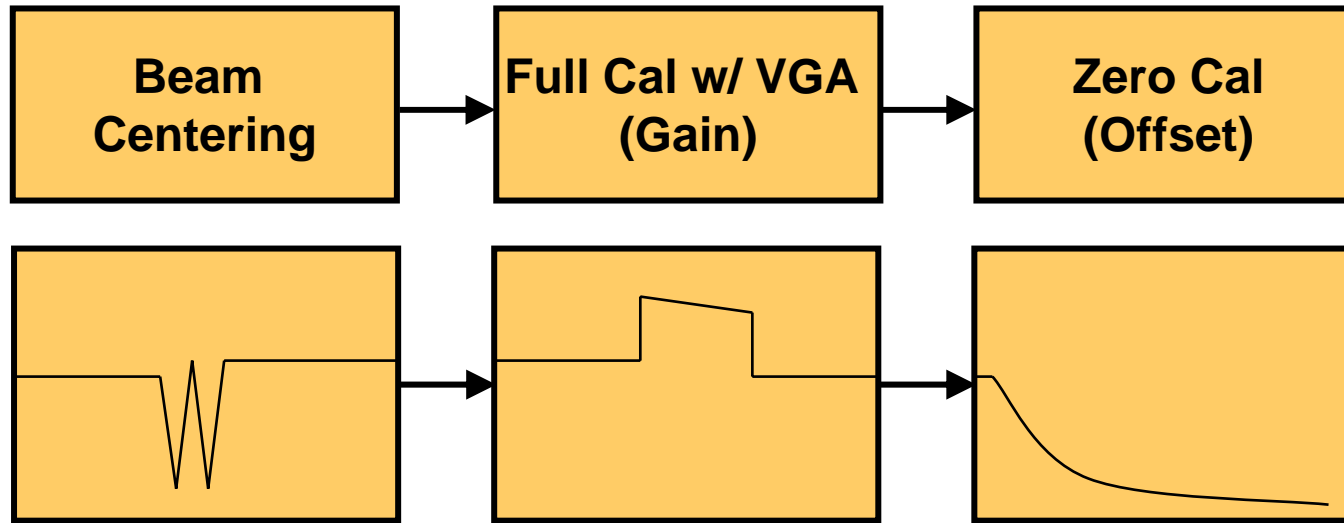 Beam
Centering
Full Cal w/ VGA
(Gain)
Zero Cal
(Offset)